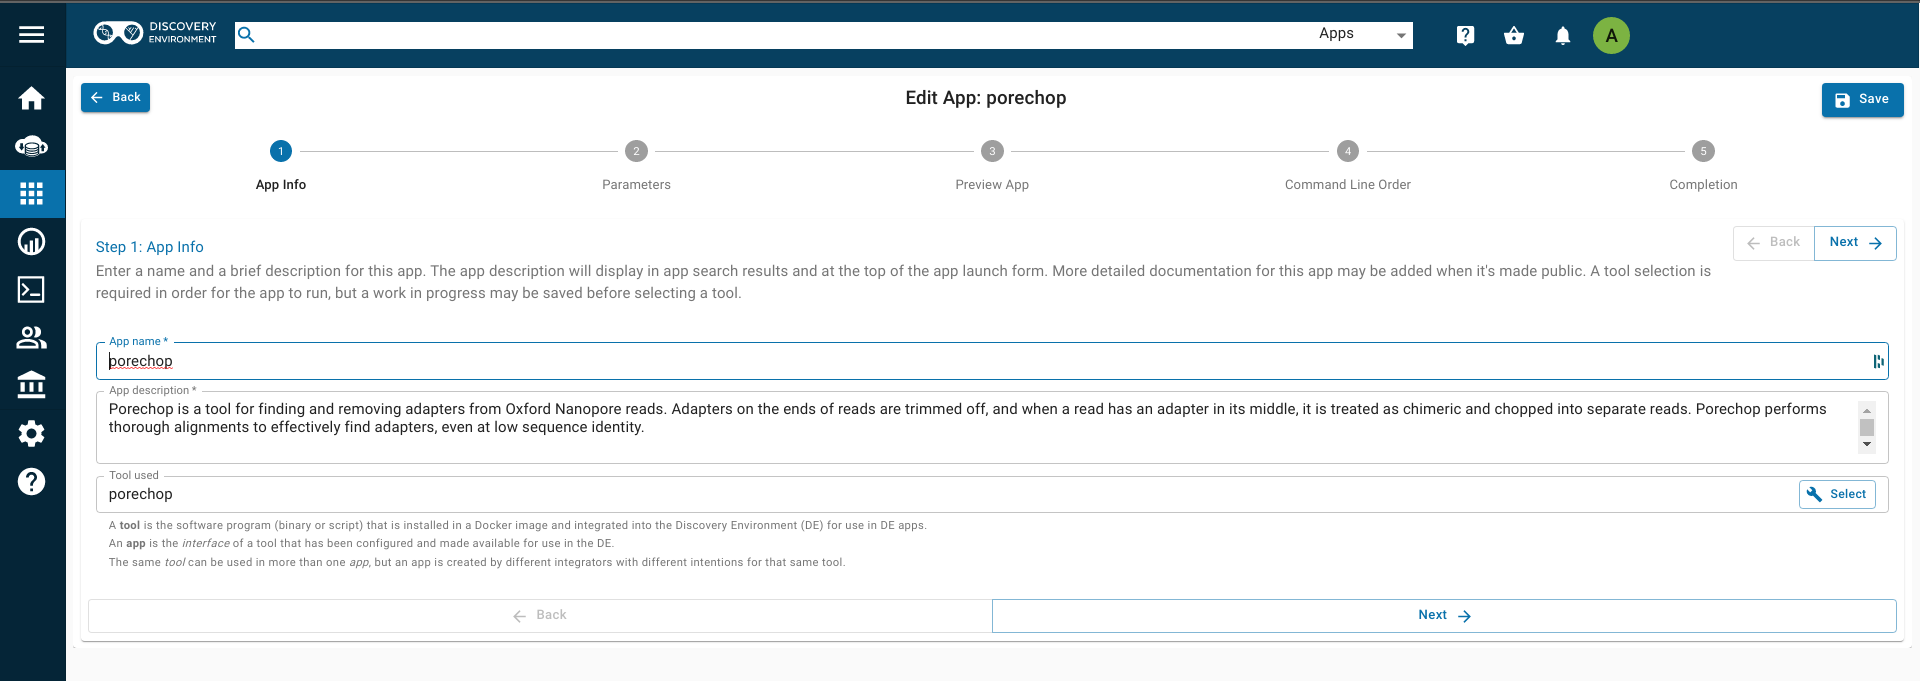 DISCOVERY
ENVIRONMENT
Apps
A
Back
Edit App: porechop
Save
1
2
3
4
5
App Info
Parameters
Preview App
Command Line Order
Completion
Step 1: App Info
Back
Next
Enter a name and a brief description for this app. The app description will display in app search results and at the top of the app launch form. More detailed documentation for this app may be added when it's made public. A tool selection is
required in order for the app to run, but a work in progress may be saved before selecting a tool.
App name *
porechop
App description *
Porechop is a tool for finding and removing adapters from Oxford Nanopore reads. Adapters on the ends of reads are trimmed off, and when a read has an adapter in its middle, it is treated as chimeric and chopped into separate reads. Porechop performs
thorough alignments to effectively find adapters, even at low sequence identity.
Tool used
porechop
Select
A tool is the software program (binary or script) that is installed in a Docker image and integrated into the Discovery Environment (DE) for use in DE apps.
An app is the interface of a tool that has been configured and made available for use in the DE.
The same tool can be used in more than one app, but an app is created by different integrators with different intentions for that same tool.
Back
Next